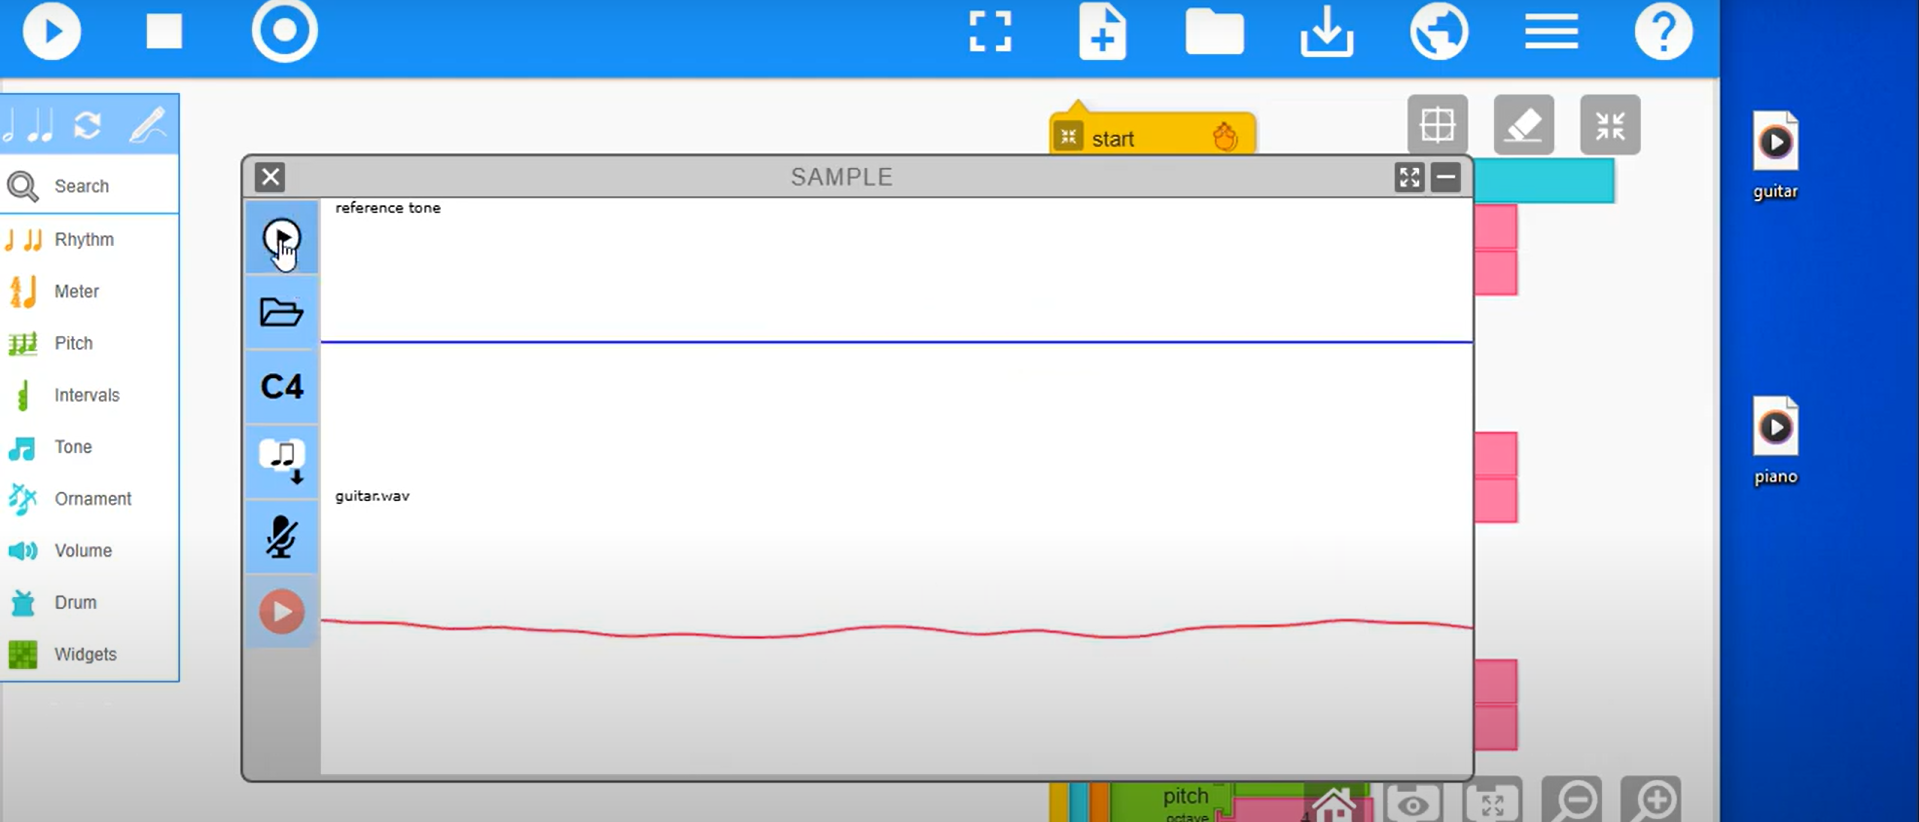 start
guitar
SAMPLE
Search
reference tone
Rhythm
Meter
Pitch
Intervals
C4
Tone
piano
guitar.wav
Ornament
Volume
Drum
Widgets
pitch
octave
4